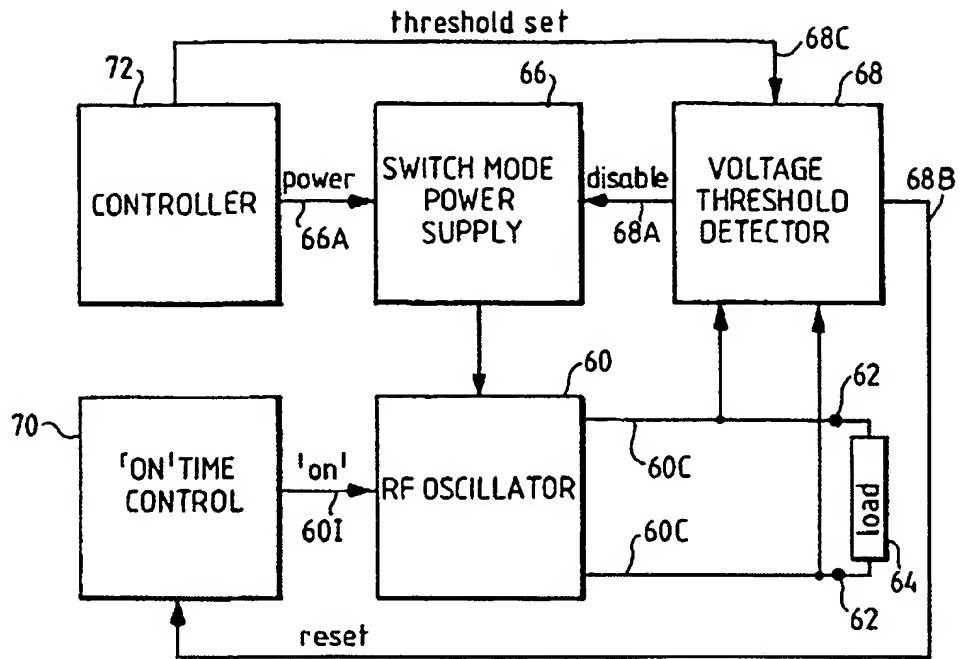 threshold set
68C
72
66
68
CONTROLLER
power
66A
SWITCH MODE
POWER
SUPPLY
disable
68A
VOLTAGE
THRESHOLD
DETECTOR
68B
60
62
70
'ON' TIME
CONTROL
'on'
60I
RF OSCILLATOR
60C
60C
load
64
62
reset